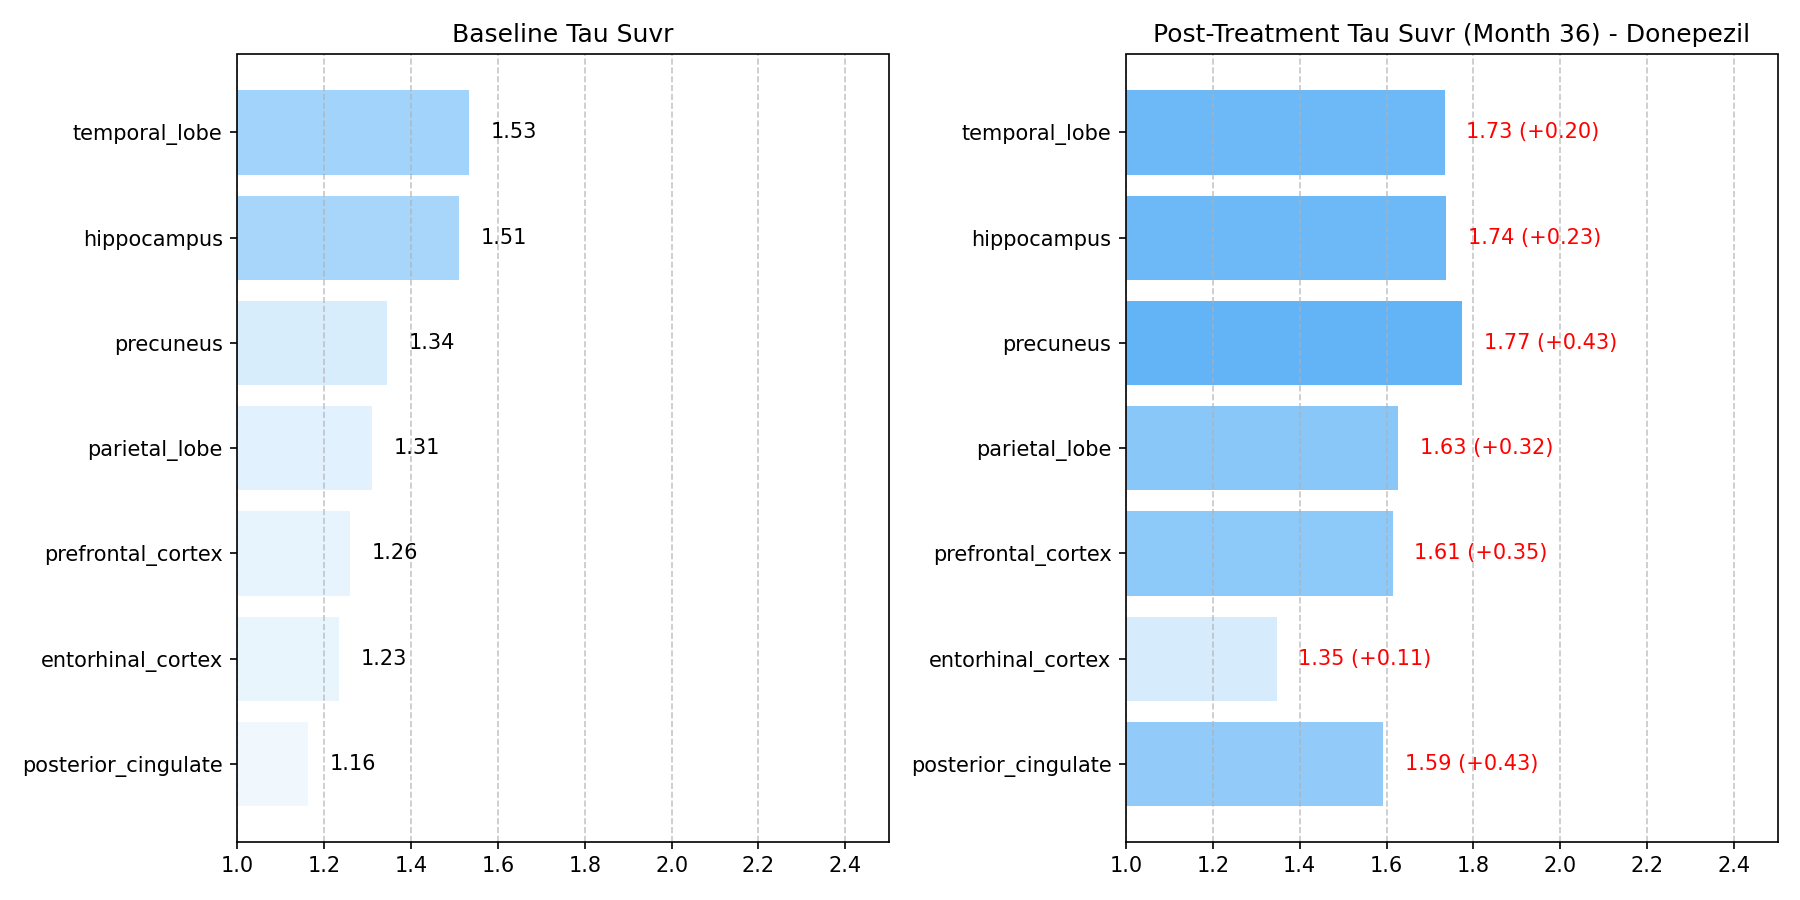 Baseline Tau Suvr
temporal_lobe 1.53
hippocampus 1.51
precuneus 1.34
parietal_lobe 1.31
prefrontal_cortex 1.26
entorhinal_cortex 1.23
posterior_cingulate 1.16
1.0 1.2 1.4 1.6 1.8 2.0 2.2 2.4
Post-Treatment Tau Suvr (Month 36) - Donepezil
temporal_lobe 1.73 (+0.20)
hippocampus 1.74 (+0.23)
precuneus 1.77 (+0.43)
parietal_lobe 1.63 (+0.32)
prefrontal_cortex 1.61 (+0.35)
entorhinal_cortex 1.35 (+0.11)
posterior_cingulate 1.59 (+0.43)
1.0 1.2 1.4 1.6 1.8 2.0 2.2 2.4